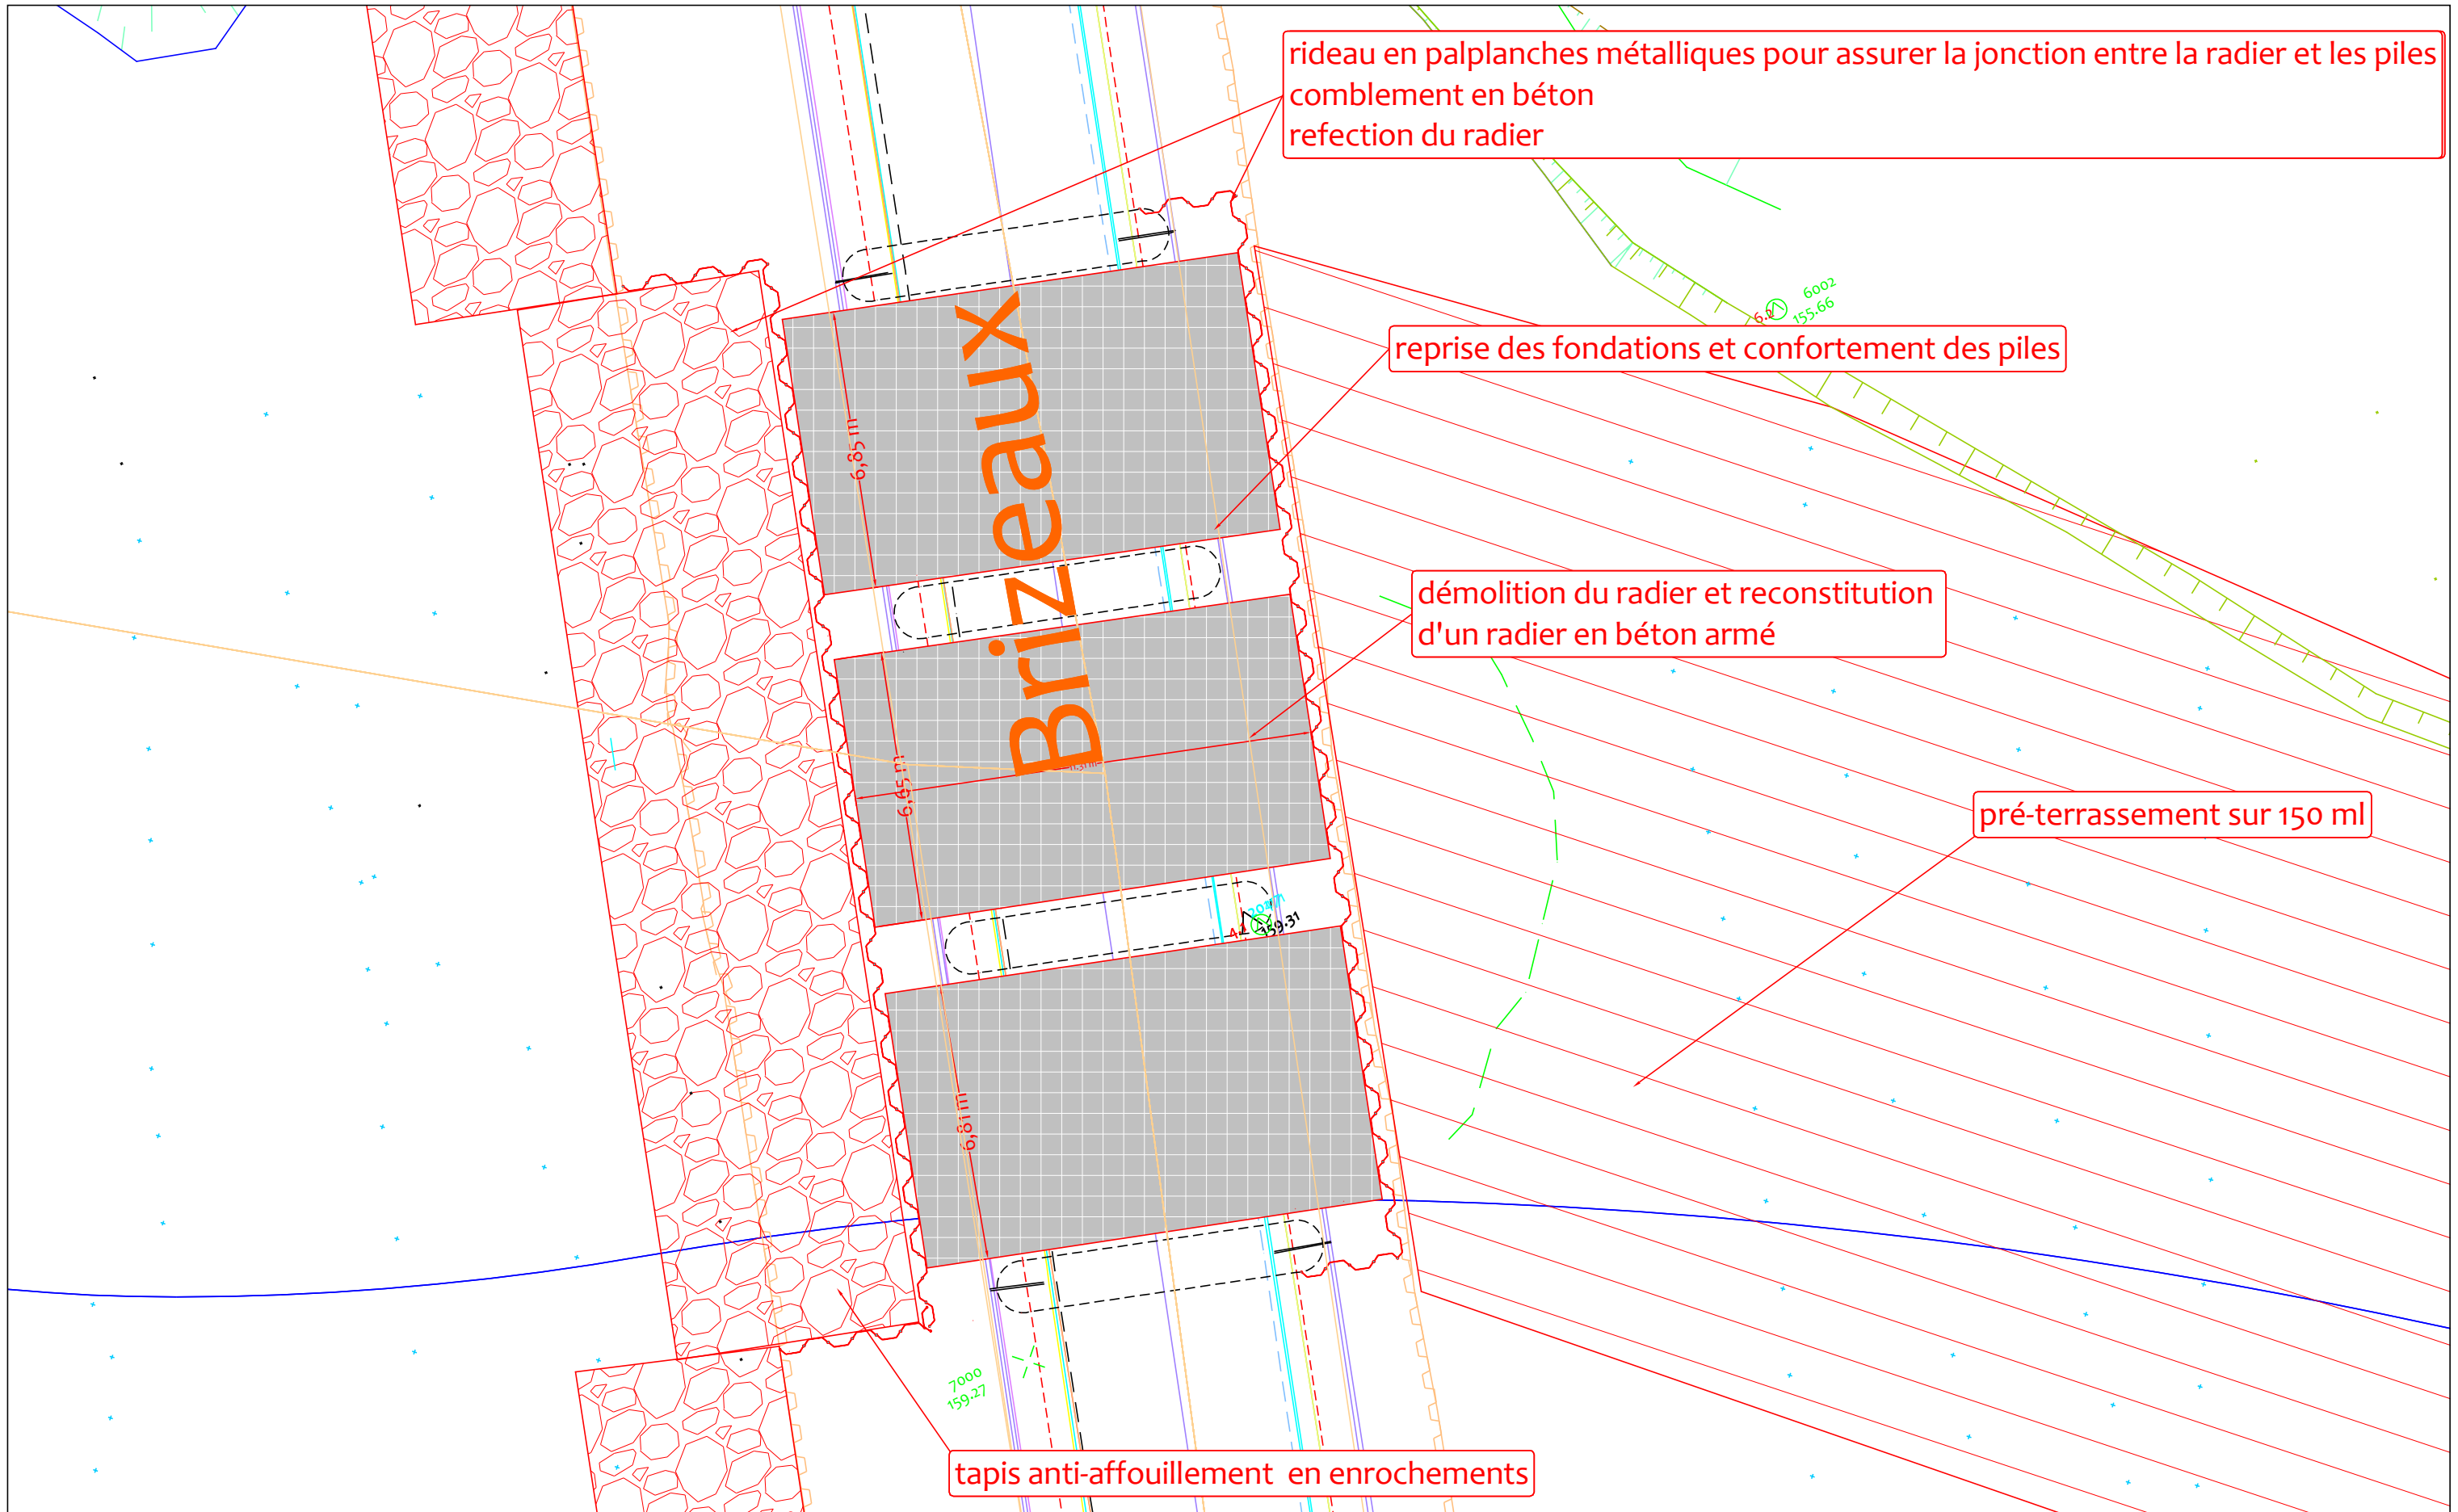 rideau en palplanches métalliques pour assurer la jonction entre la radier et les piles
comblement en béton
refection du radier
6002
155.66
reprise des fondations et confortement des piles
6,85 m
Brizeaux
démolition du radier et reconstitution
d'un radier en béton armé
6,65 m
pré-terrassement sur 150 ml
159.31
6,81 m
7000
159.27
tapis anti-affouillement en enrochements